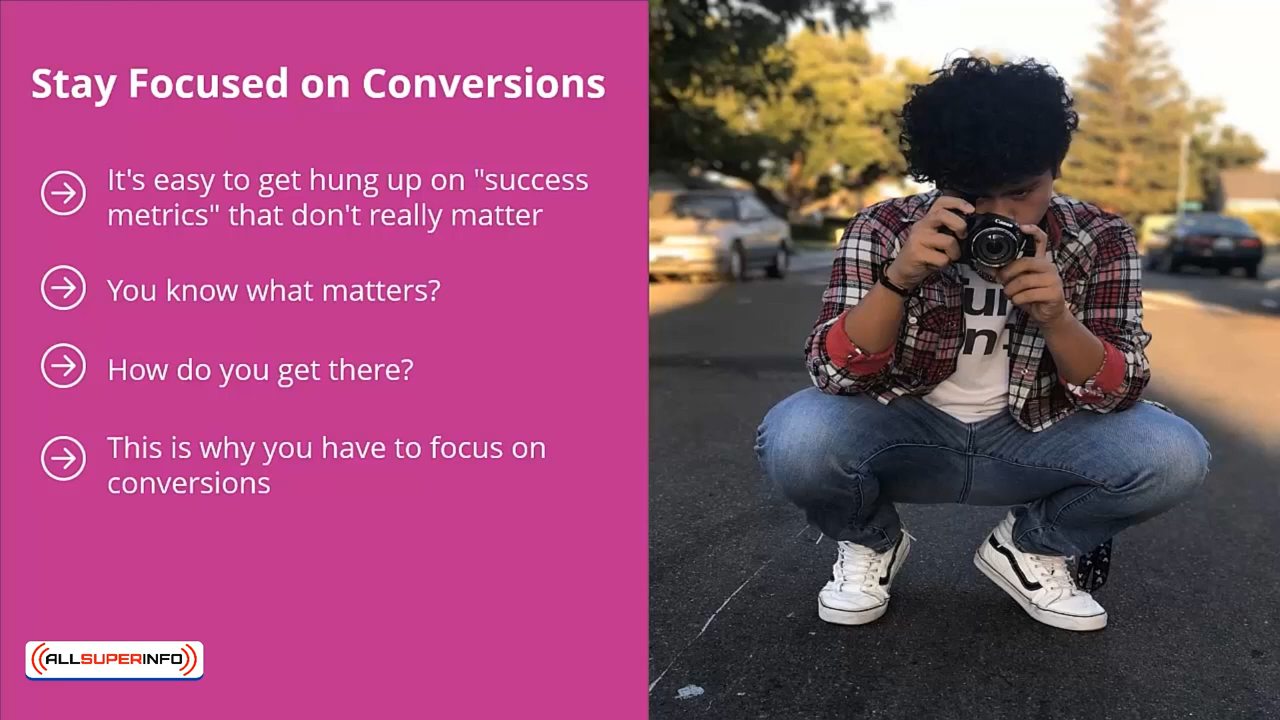 Stay Focused on Conversions
It's easy to get hung up on "success
metrics" that don't really matter
You know what matters?
How do you get there?
This is why you have to focus on
conversions
ALLSUPERINFO
Canon